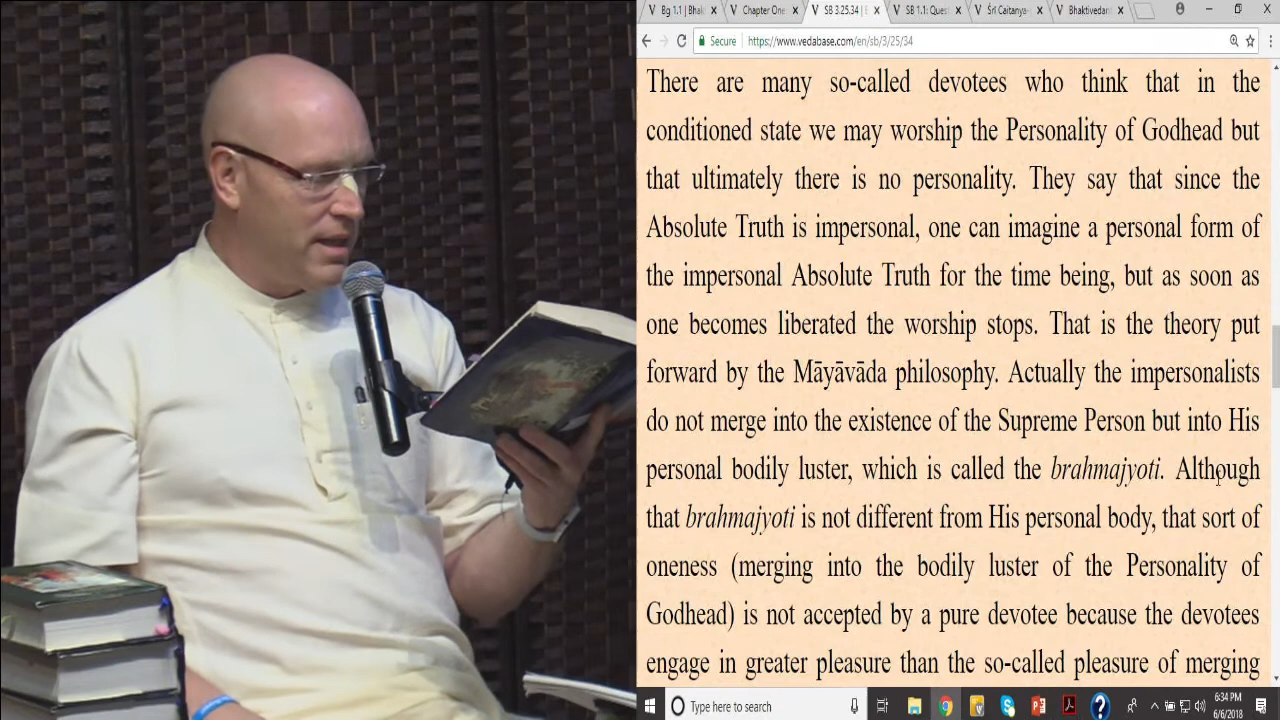 Bg 1.1 | Bhak
Chapter One
SB 3.25.34 | B
SB 1.1: Quest
Śrī Caitanya-
Bhaktivedant
Secure https://www.vedabase.com/en/sb/3/25/34
There are many so-called devotees who think that in the
conditioned state we may worship the Personality of Godhead but
that ultimately there is no personality. They say that since the
Absolute Truth is impersonal, one can imagine a personal form of
the impersonal Absolute Truth for the time being, but as soon as
one becomes liberated the worship stops. That is the theory put
forward by the Māyāvāda philosophy. Actually the impersonalists
do not merge into the existence of the Supreme Person but into His
personal bodily luster, which is called the brahmajyoti. Although
that brahmajyoti is not different from His personal body, that sort of
oneness (merging into the bodily luster of the Personality of
Godhead) is not accepted by a pure devotee because the devotees
engage in greater pleasure than the so-called pleasure of merging
Type here to search
6:34 PM
6/6/2018